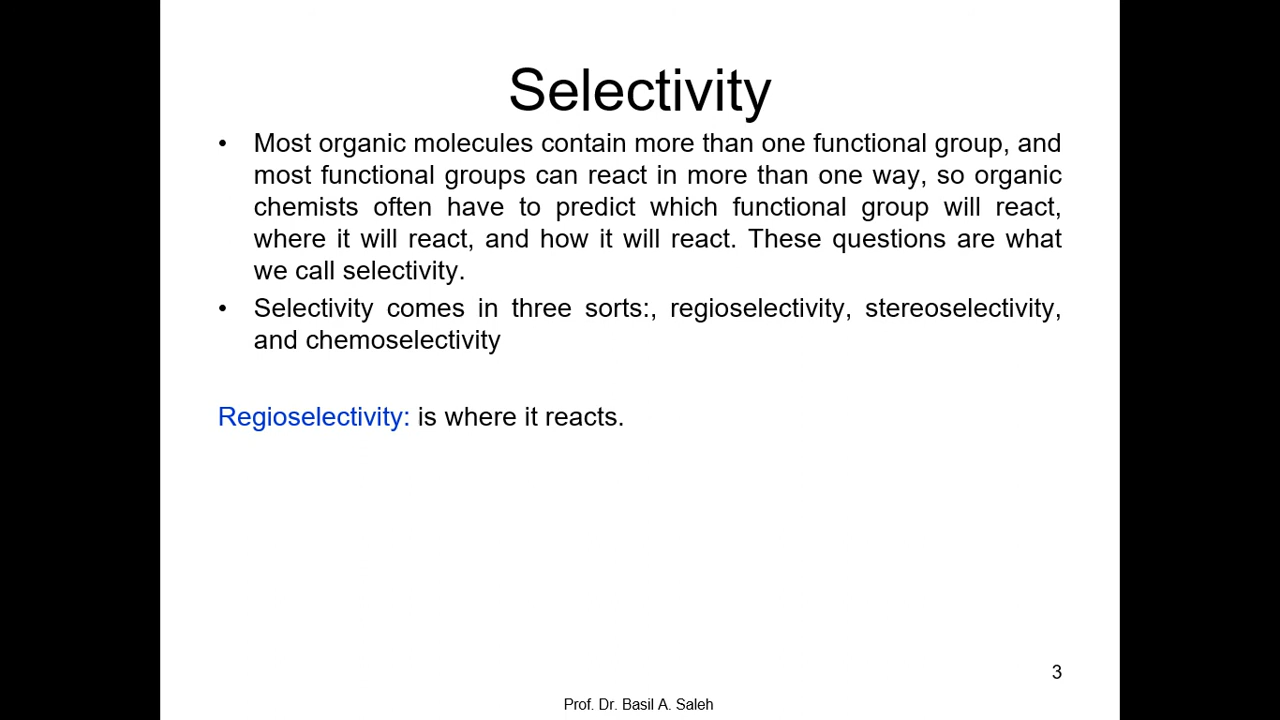 Selectivity
• Most organic molecules contain more than one functional group, and
most functional groups can react in more than one way, so organic
chemists often have to predict which functional group will react,
where it will react, and how it will react. These questions are what
we call selectivity.
• Selectivity comes in three sorts:, regioselectivity, stereoselectivity,
and chemoselectivity
Regioselectivity: is where it reacts.
3
Prof. Dr. Basil A. Saleh